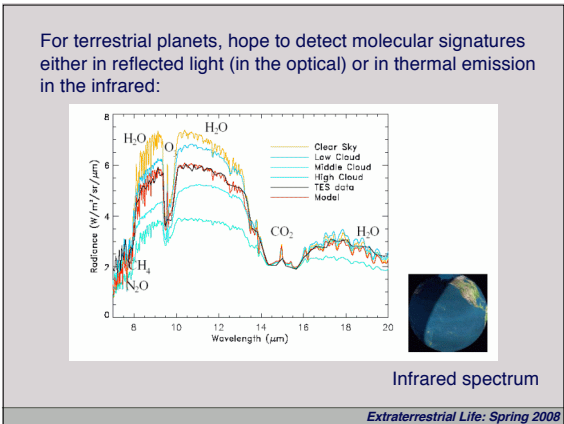 For terrestrial planets, hope to detect molecular signatures
either in reflected light (in the optical) or in thermal emission
in the infrared:
8
6
4
2
0
Radiance (W/m²/sr/μm)
H₂O
O₃
H₂O
Clear Sky
Low Cloud
Middle Cloud
High Cloud
TES data
Model
CO₂
H₂O
CH₄
N₂O
8 10 12 14 16 18 20
Wavelength (μm)
Infrared spectrum
Extraterrestrial Life: Spring 2008